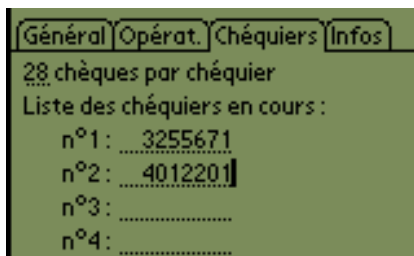 Général Opérat. Chéquiers Infos
28 chèques par chéquier
Liste des chéquiers en cours :
n°1 : 3255671
n°2 : 4012201
n°3 :
n°4 :